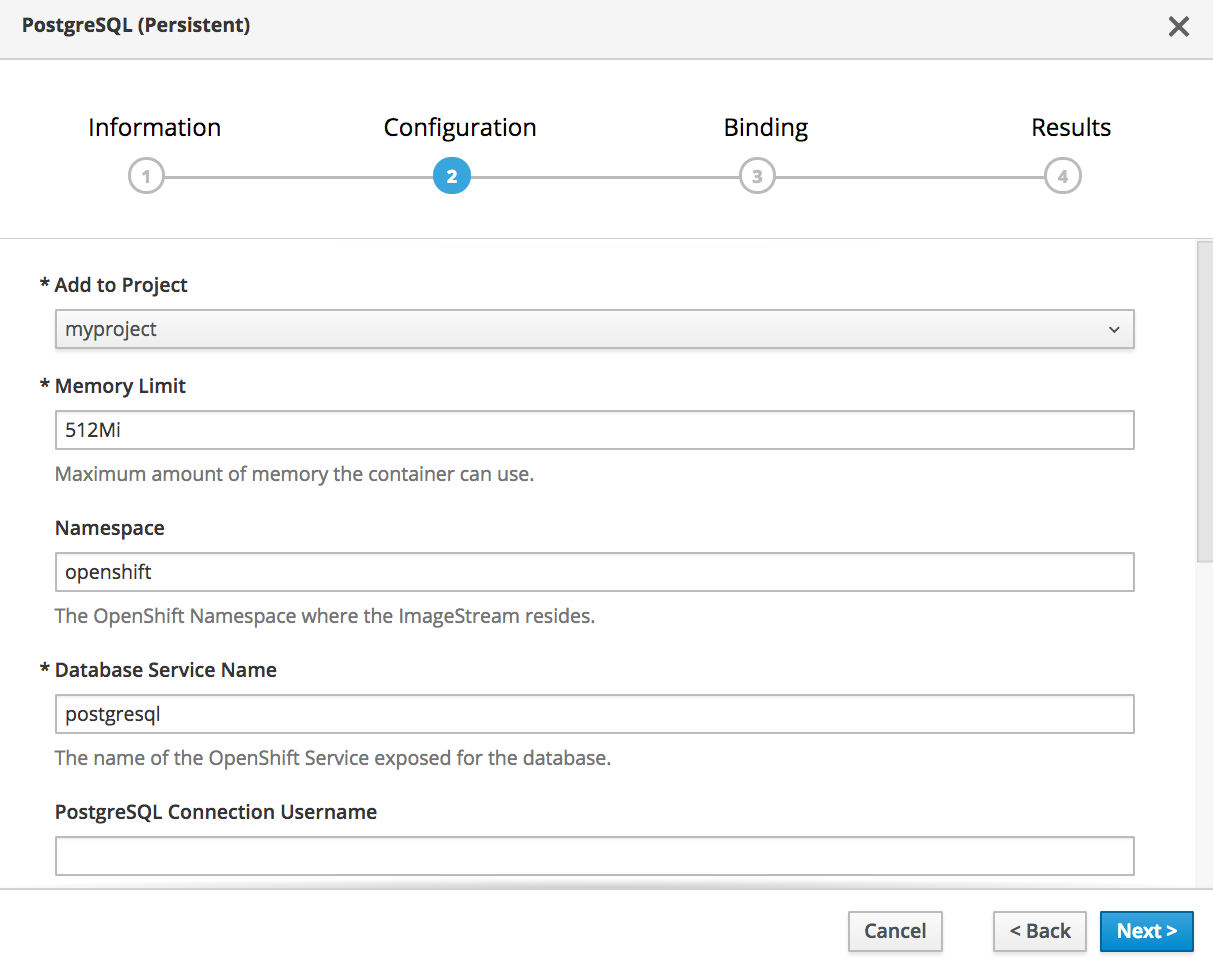 PostgreSQL (Persistent)
Information Configuration Binding Results
1 2 3 4
* Add to Project
myproject
* Memory Limit
512Mi
Maximum amount of memory the container can use.
Namespace
openshift
The OpenShift Namespace where the ImageStream resides.
* Database Service Name
postgresql
The name of the OpenShift Service exposed for the database.
PostgreSQL Connection Username
Cancel < Back Next >